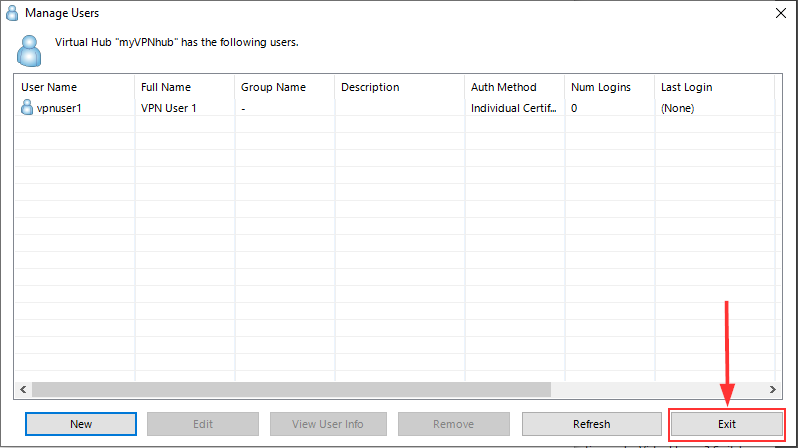 Manage Users
Virtual Hub "myVPNhub" has the following users.
User Name Full Name Group Name Description Auth Method Num Logins Last Login
vpnuser1 VPN User 1 - Individual Certif... 0 (None)
New Edit View User Info Remove Refresh Exit